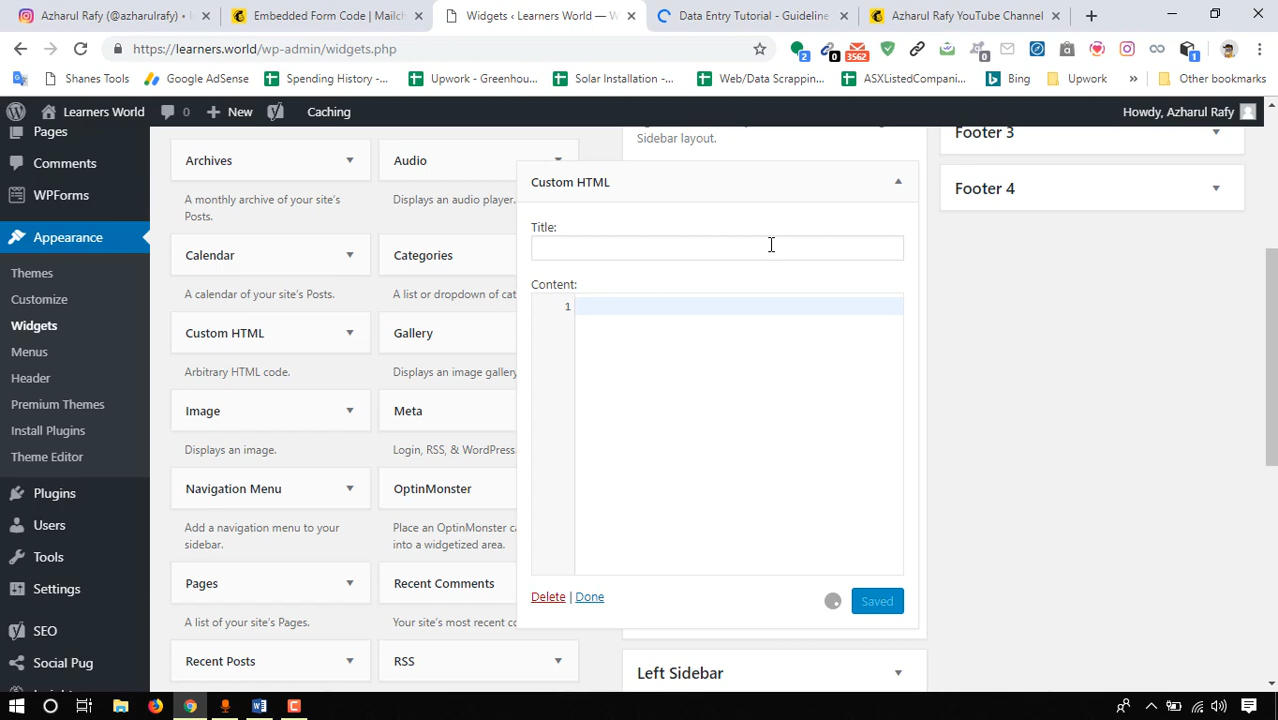 Azharul Rafy (@azharulrafy) • Ins
Embedded Form Code | Mailch
Widgets ‹ Learners World — W
Data Entry Tutorial - Guideline
Azharul Rafy YouTube Channel
https://learners.world/wp-admin/widgets.php
2
0
3562
0
1
Shanes Tools
Google AdSense
Spending History -...
Upwork - Greenhou...
Solar Installation -...
Web/Data Scrappin...
ASXListedCompani...
Bing
Upwork
»
Other bookmarks
Learners World
0
New
Caching
Howdy, Azharul Rafy
Pages
Comments
WPForms
Appearance
Themes
Customize
Widgets
Menus
Header
Premium Themes
Install Plugins
Theme Editor
Plugins
Users
Tools
Settings
SEO
Social Pug
Archives
A monthly archive of your site's
Posts.
Audio
Displays an audio player.
Calendar
A calendar of your site's Posts.
Categories
A list or dropdown of cat
Custom HTML
Arbitrary HTML code.
Gallery
Displays an image gallery
Image
Displays an image.
Meta
Login, RSS, & WordPress.
Navigation Menu
Add a navigation menu to your
sidebar.
OptinMonster
Place an OptinMonster ca
into a widgetized area.
Pages
A list of your site's Pages.
Recent Comments
Your site's most recent co
Recent Posts
RSS
Sidebar layout.
Custom HTML
Title:
Content:
1
Delete | Done
Saved
Left Sidebar
Footer 3
Footer 4